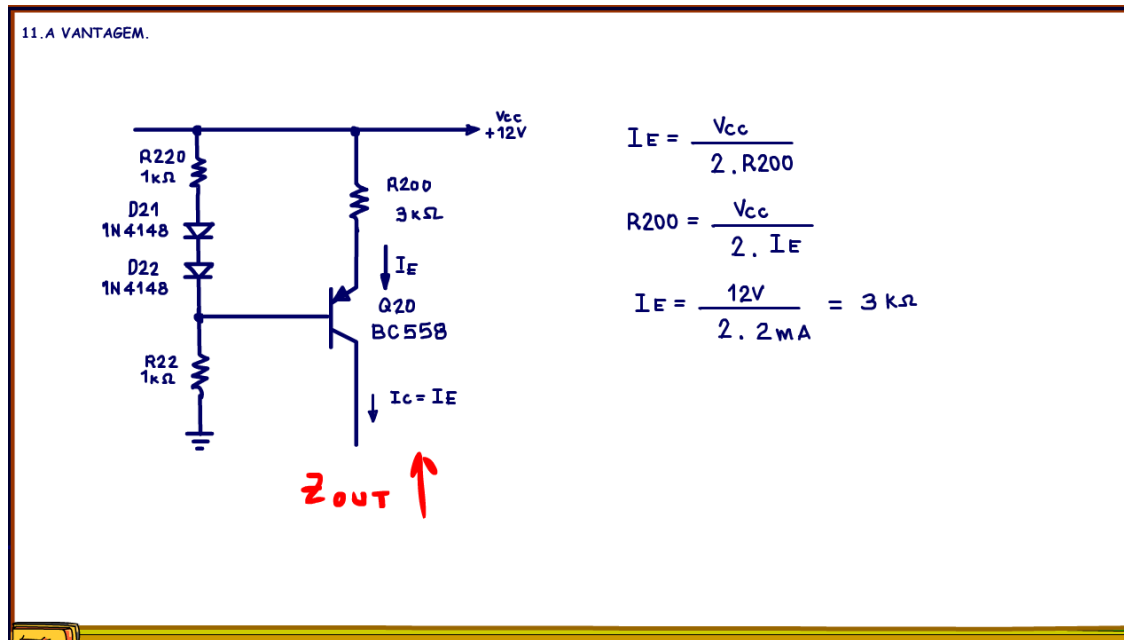 11.A VANTAGEM.
Vcc
+12V
R220
1kΩ
D21
1N4148
D22
1N4148
R22
1kΩ
R200
3kΩ
IE
Q20
BC558
Ic = IE
ZOUT
IE = Vcc / 2.R200
R200 = Vcc / 2. IE
IE = 12V / 2. 2mA = 3 kΩ